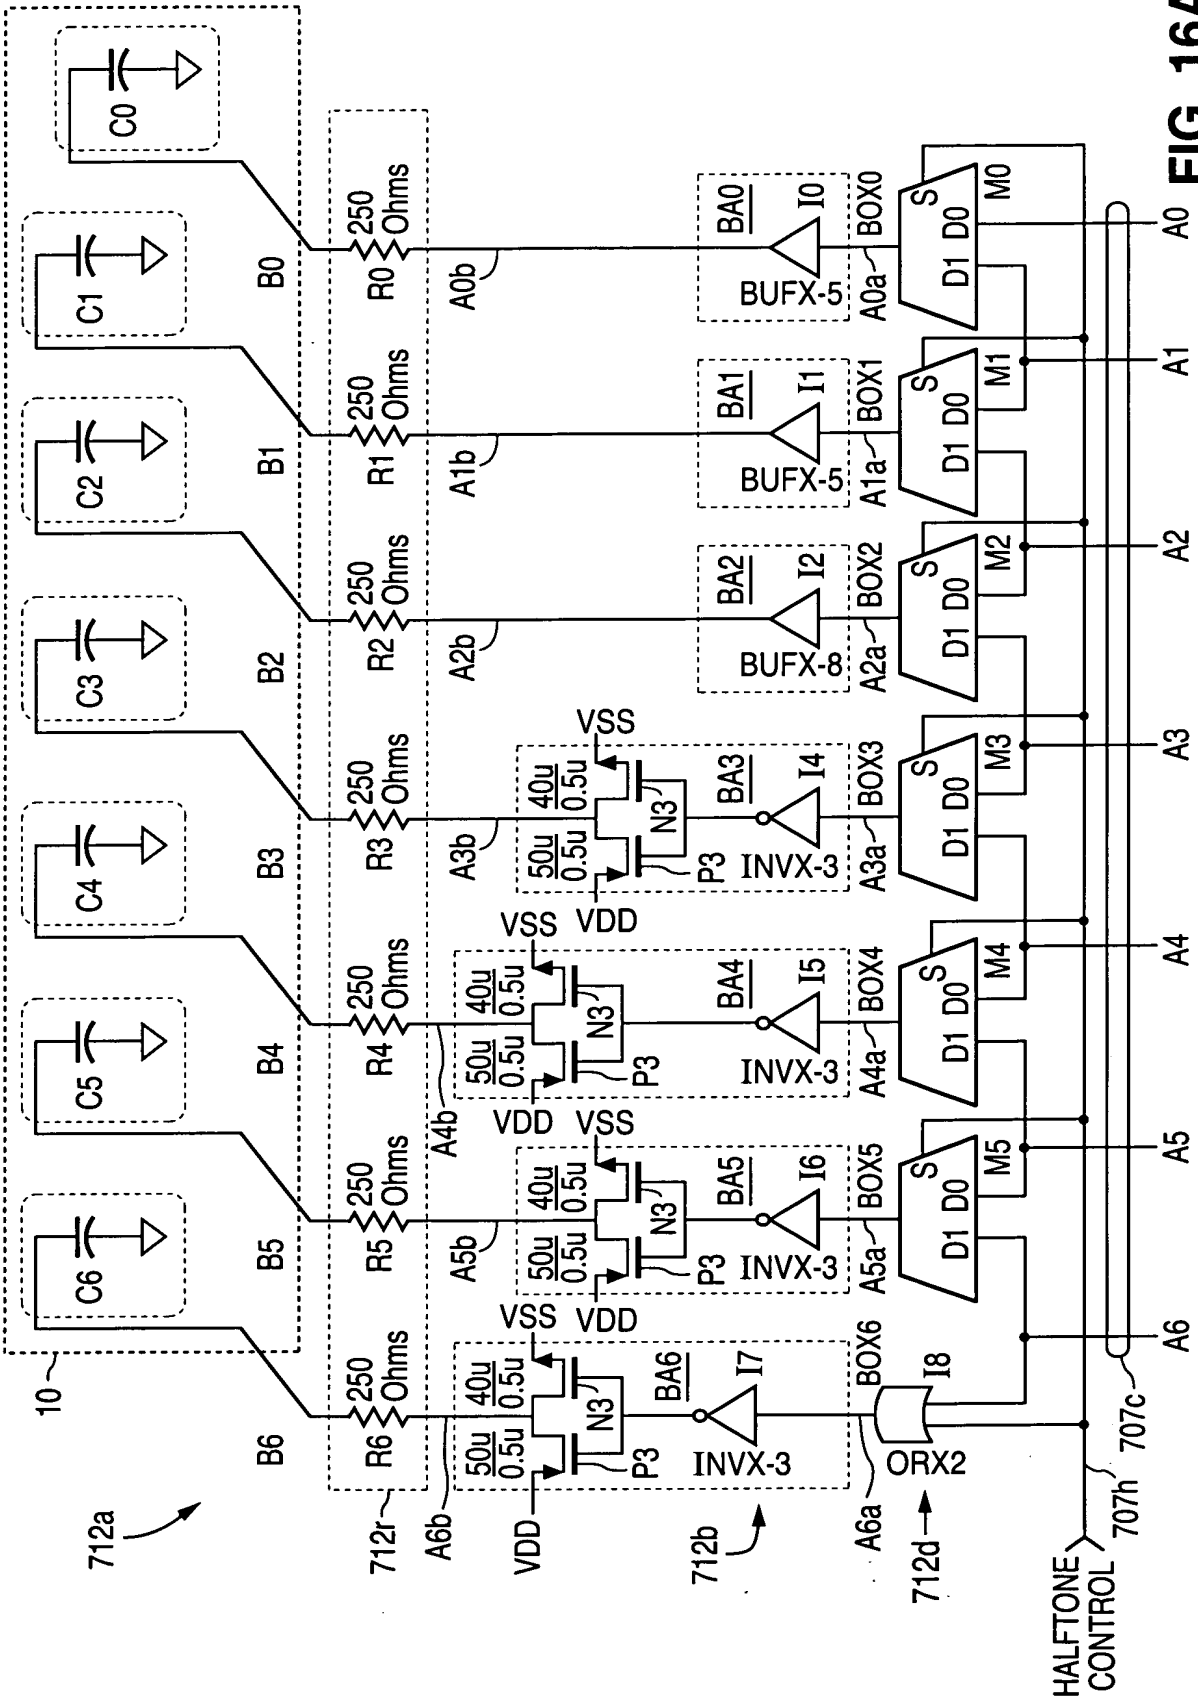 FIG. 16A
10
C6
C5
C4
C3
C2
C1
C0
712a
B6
B5
B4
B3
B2
B1
B0
712r
R6
250
Ohms
R5
250
Ohms
R4
250
Ohms
R3
250
Ohms
R2
250
Ohms
R1
250
Ohms
R0
250
Ohms
A6b
A5b
A4b
A3b
A2b
A1b
A0b
VDD
50u
0.5u
40u
0.5u
VSS
N3
P3
VDD
50u
0.5u
40u
0.5u
VSS
N3
P3
VDD
50u
0.5u
40u
0.5u
VSS
N3
P3
VDD
50u
0.5u
40u
0.5u
VSS
N3
P3
712b
BA6
I7
INVX-3
BA5
I6
INVX-3
BA4
I5
INVX-3
BA3
I4
INVX-3
BA2
I2
BUFX-8
BA1
I1
BUFX-5
BA0
I0
BUFX-5
A6a
BOX6
A5a
BOX5
A4a
BOX4
A3a
BOX3
A2a
BOX2
A1a
BOX1
A0a
BOX0
712d
ORX2
I8
S
D1 D0
M5
S
D1 D0
M4
S
D1 D0
M3
S
D1 D0
M2
S
D1 D0
M1
S
D1 D0
M0
HALFTONE
CONTROL
707h
707c
A6
A5
A4
A3
A2
A1
A0